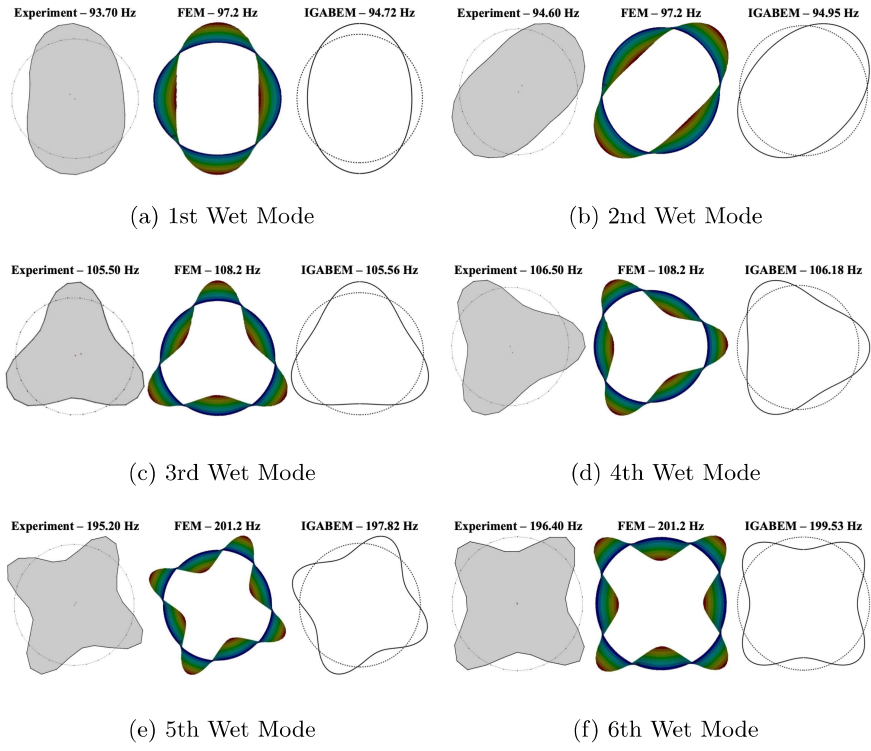 Experiment – 93.70 Hz FEM – 97.2 Hz IGABEM – 94.72 Hz
Experiment – 94.60 Hz FEM – 97.2 Hz IGABEM – 94.95 Hz
(a) 1st Wet Mode
(b) 2nd Wet Mode
Experiment – 105.50 Hz FEM – 108.2 Hz IGABEM – 105.56 Hz
Experiment – 106.50 Hz FEM – 108.2 Hz IGABEM – 106.18 Hz
(c) 3rd Wet Mode
(d) 4th Wet Mode
Experiment – 195.20 Hz FEM – 201.2 Hz IGABEM – 197.82 Hz
Experiment – 196.40 Hz FEM – 201.2 Hz IGABEM – 199.53 Hz
(e) 5th Wet Mode
(f) 6th Wet Mode